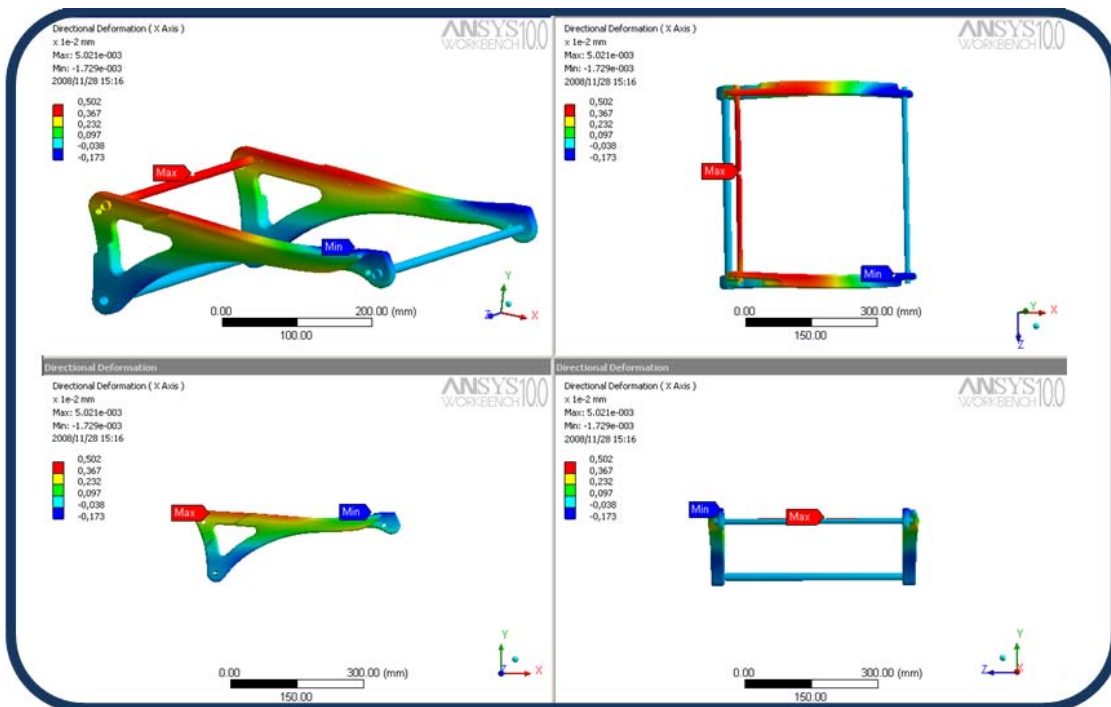 Directional Deformation ( X Axis )
x 1e-2 mm
Max: 5.021e-003
Min: -1.729e-003
2008/11/28 15:16
ANSYS 10.0
WORKBENCH
0,502
0,367
0,232
0,097
-0,038
-0,173
Max
Min
0.00 200.00 (mm)
100.00
Y
Z X
Directional Deformation ( X Axis )
x 1e-2 mm
Max: 5.021e-003
Min: -1.729e-003
2008/11/28 15:16
ANSYS 10.0
WORKBENCH
0,502
0,367
0,232
0,097
-0,038
-0,173
Max
Min
0.00 300.00 (mm)
150.00
Y X
Z
Directional Deformation
Directional Deformation ( X Axis )
x 1e-2 mm
Max: 5.021e-003
Min: -1.729e-003
2008/11/28 15:16
ANSYS 10.0
WORKBENCH
0,502
0,367
0,232
0,097
-0,038
-0,173
Max Min
0.00 300.00 (mm)
150.00
Y
Z X
Directional Deformation
Directional Deformation ( X Axis )
x 1e-2 mm
Max: 5.021e-003
Min: -1.729e-003
2008/11/28 15:16
ANSYS 10.0
WORKBENCH
0,502
0,367
0,232
0,097
-0,038
-0,173
Min Max
0.00 300.00 (mm)
150.00
Y
Z X